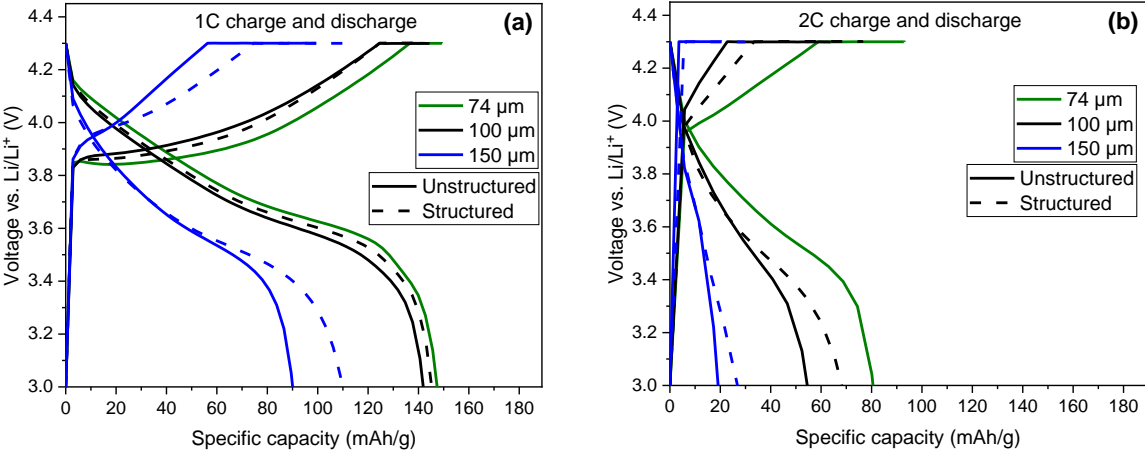 1C charge and discharge
(a)
4.4
4.2
4.0
3.8
3.6
3.4
3.2
3.0
Voltage vs. Li/Li⁺ (V)
74 µm
100 µm
150 µm
Unstructured
Structured
0 20 40 60 80 100 120 140 160 180
Specific capacity (mAh/g)
2C charge and discharge
(b)
4.4
4.2
4.0
3.8
3.6
3.4
3.2
3.0
Voltage vs. Li/Li⁺ (V)
74 µm
100 µm
150 µm
Unstructured
Structured
0 20 40 60 80 100 120 140 160 180
Specific capacity (mAh/g)